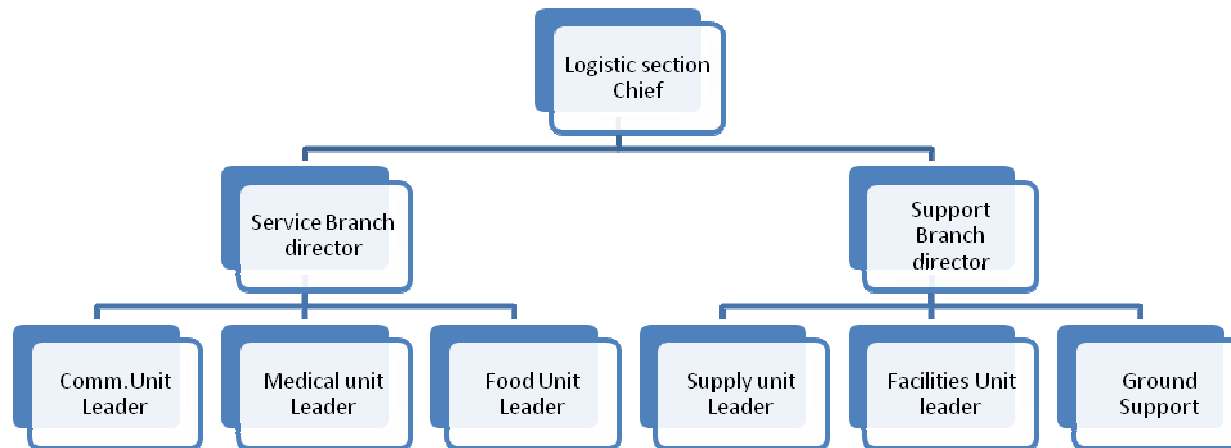 Logistic section
Chief
Service Branch
director
Support
Branch
director
Comm.Unit
Leader
Medical unit
Leader
Food Unit
Leader
Supply unit
Leader
Facilities Unit
leader
Ground
Support